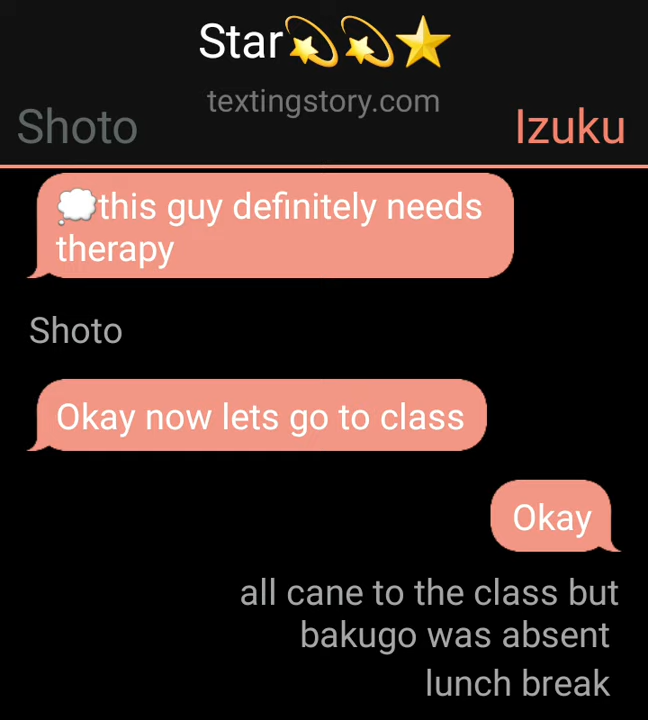 Star💫💫⭐
textingstory.com
Shoto
Izuku
💭this guy definitely needs
therapy
Shoto
Okay now lets go to class
Okay
all cane to the class but
bakugo was absent
lunch break